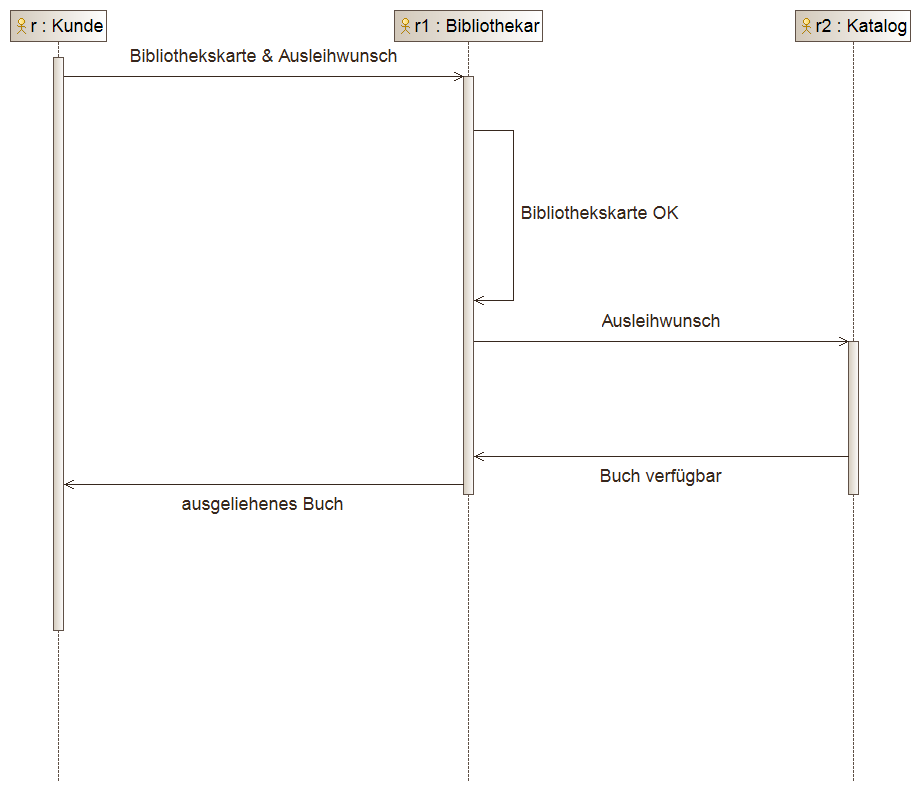 r : Kunde
r1 : Bibliothekar
r2 : Katalog
Bibliothekskarte & Ausleihwunsch
Bibliothekskarte OK
Ausleihwunsch
Buch verfügbar
ausgeliehenes Buch